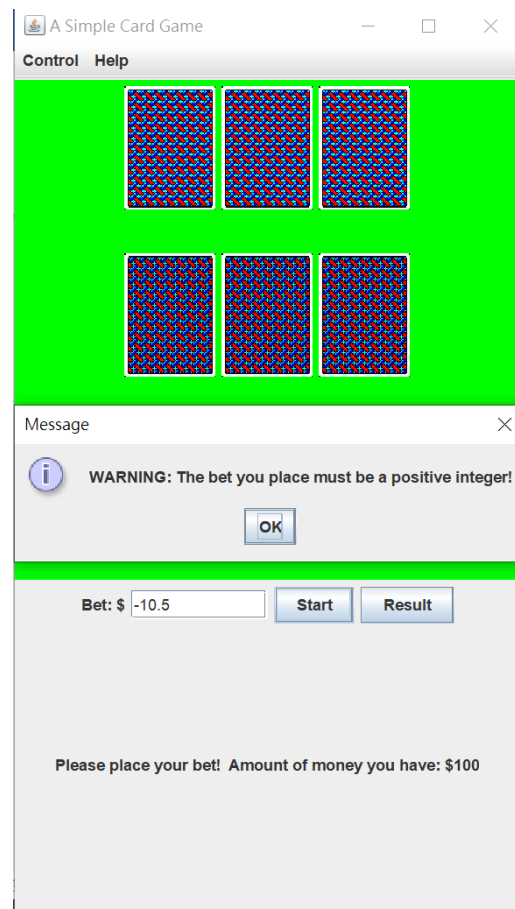 A Simple Card Game
Control Help
Message
WARNING: The bet you place must be a positive integer!
OK
Bet: $ -10.5 Start Result
Please place your bet! Amount of money you have: $100